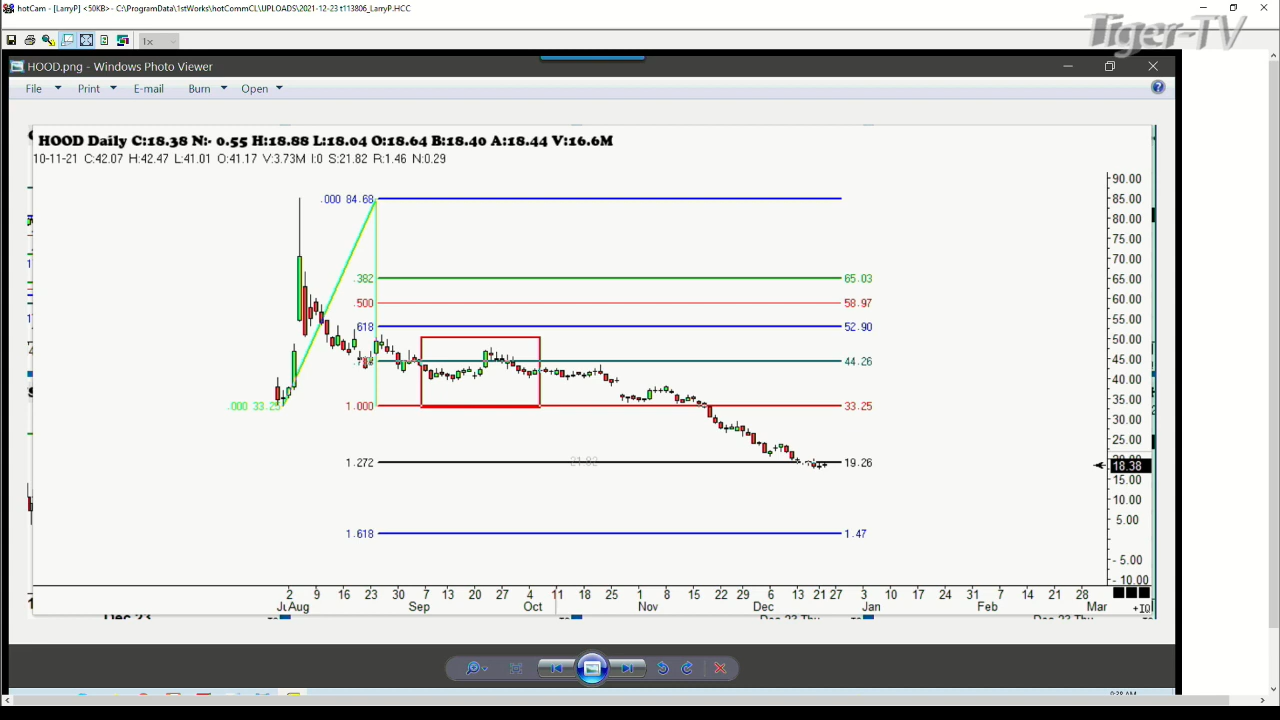 hotCam - [LarryP] <50KB>- C:\ProgramData\1stWorks\hotCommCL\UPLOADS\2021-12-23 t113806_LarryP.HCC
1x
Tiger-TV
HOOD.png - Windows Photo Viewer
File Print E-mail Burn Open
HOOD Daily C:18.38 N:- 0.55 H:18.88 L:18.04 O:18.64 B:18.40 A:18.44 V:16.6M
10-11-21 C:42.07 H:42.47 L:41.01 O:41.17 V:3.73M I:0 S:21.82 R:1.46 N:0.29
90.00
.000 84.68 85.00
80.00
75.00
70.00
.382 65.03 65.00
60.00
.500 58.97
55.00
.618 52.90
50.00
45.00
44.26
40.00
35.00
.000 33.25 1.000 33.25
30.00
25.00
1.272 21.82 19.26 18.38
15.00
10.00
5.00
1.618 1.47
- 5.00
- 10.00
2 9 16 23 30 7 13 20 27 4 11 18 25 1 8 15 22 29 6 13 21 27 3 10 17 24 31 7 14 21 28
Aug Sep Oct Nov Dec Jan Feb Mar +10
Dec 23